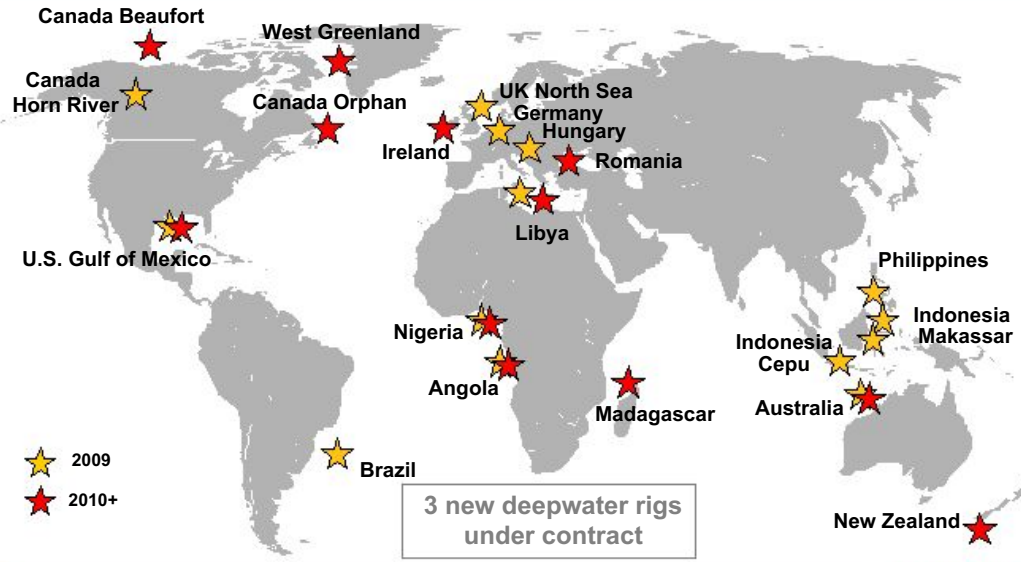 Canada Beaufort
West Greenland
Canada
Horn River
Canada Orphan
UK North Sea
Germany
Hungary
Ireland
Romania
Libya
U.S. Gulf of Mexico
Philippines
Nigeria
Indonesia
Makassar
Indonesia
Cepu
Angola
Madagascar
Australia
2009
Brazil
2010+
3 new deepwater rigs
under contract
New Zealand